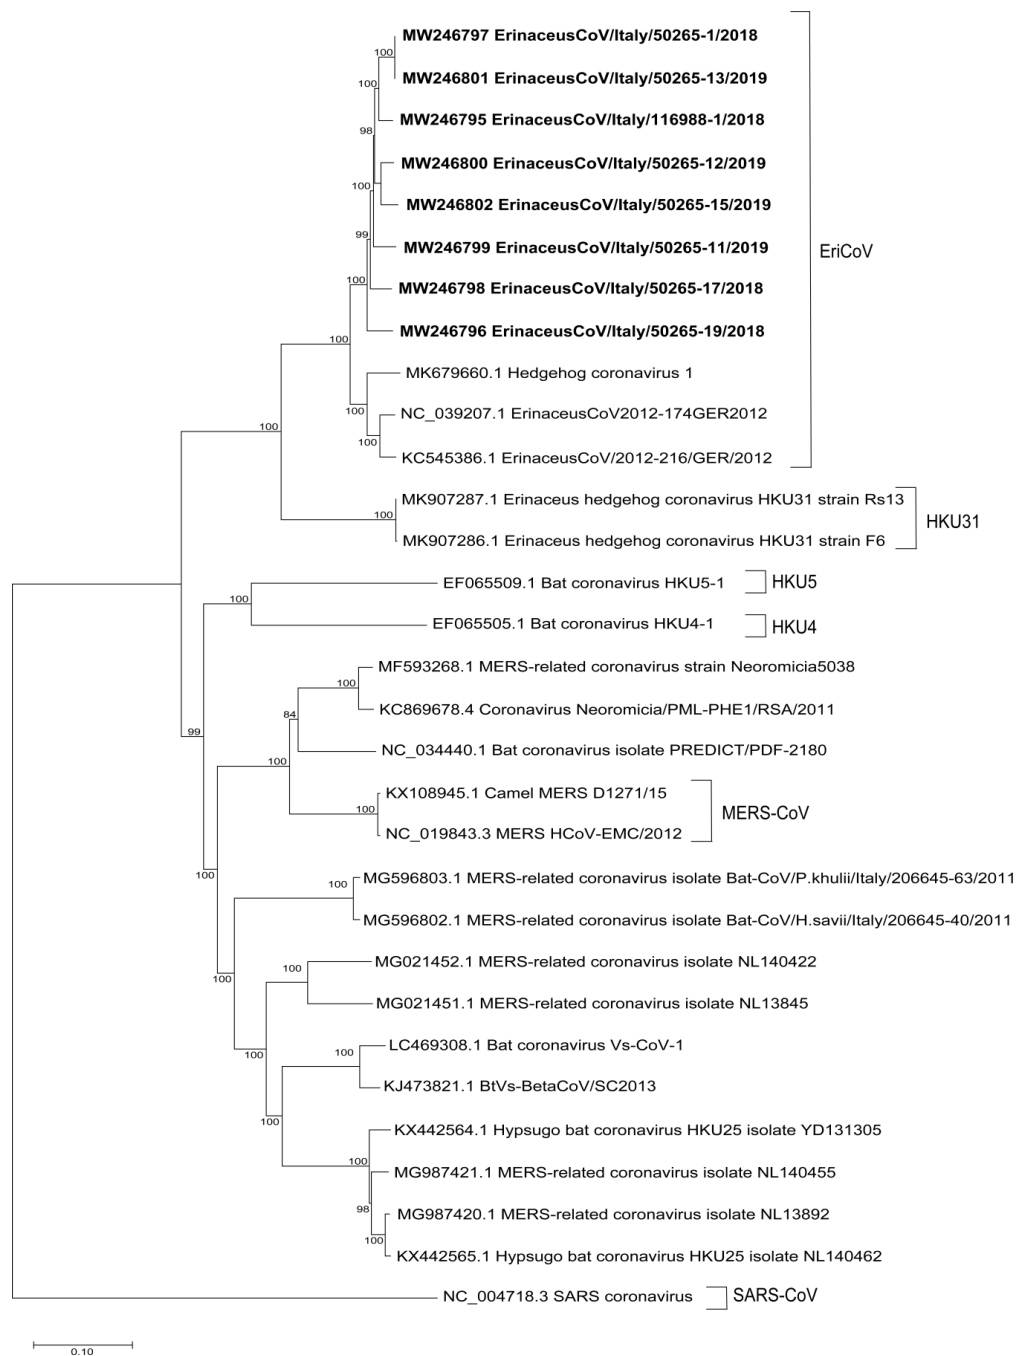 MW246797 ErinaceusCoV/Italy/50265-1/2018
100
MW246801 ErinaceusCoV/Italy/50265-13/2019
100
MW246795 ErinaceusCoV/Italy/116988-1/2018
98
MW246800 ErinaceusCoV/Italy/50265-12/2019
100
MW246802 ErinaceusCoV/Italy/50265-15/2019
99
MW246799 ErinaceusCoV/Italy/50265-11/2019
EriCoV
100
MW246798 ErinaceusCoV/Italy/50265-17/2018
MW246796 ErinaceusCoV/Italy/50265-19/2018
100
MK679660.1 Hedgehog coronavirus 1
100
NC_039207.1 ErinaceusCoV2012-174GER2012
100
100
KC545386.1 ErinaceusCoV/2012-216/GER/2012
MK907287.1 Erinaceus hedgehog coronavirus HKU31 strain Rs13
100
HKU31
MK907286.1 Erinaceus hedgehog coronavirus HKU31 strain F6
EF065509.1 Bat coronavirus HKU5-1
HKU5
100
EF065505.1 Bat coronavirus HKU4-1
HKU4
MF593268.1 MERS-related coronavirus strain Neoromicia5038
100
KC869678.4 Coronavirus Neoromicia/PML-PHE1/RSA/2011
84
99
NC_034440.1 Bat coronavirus isolate PREDICT/PDF-2180
100
KX108945.1 Camel MERS D1271/15
100
MERS-CoV
NC_019843.3 MERS HCoV-EMC/2012
100
MG596803.1 MERS-related coronavirus isolate Bat-CoV/P.khulii/Italy/206645-63/2011
100
MG596802.1 MERS-related coronavirus isolate Bat-CoV/H.savii/Italy/206645-40/2011
MG021452.1 MERS-related coronavirus isolate NL140422
100
100
MG021451.1 MERS-related coronavirus isolate NL13845
LC469308.1 Bat coronavirus Vs-CoV-1
100
100
KJ473821.1 BtVs-BetaCoV/SC2013
100
KX442564.1 Hypsugo bat coronavirus HKU25 isolate YD131305
100
MG987421.1 MERS-related coronavirus isolate NL140455
98
MG987420.1 MERS-related coronavirus isolate NL13892
100
KX442565.1 Hypsugo bat coronavirus HKU25 isolate NL140462
NC_004718.3 SARS coronavirus
SARS-CoV
0.10